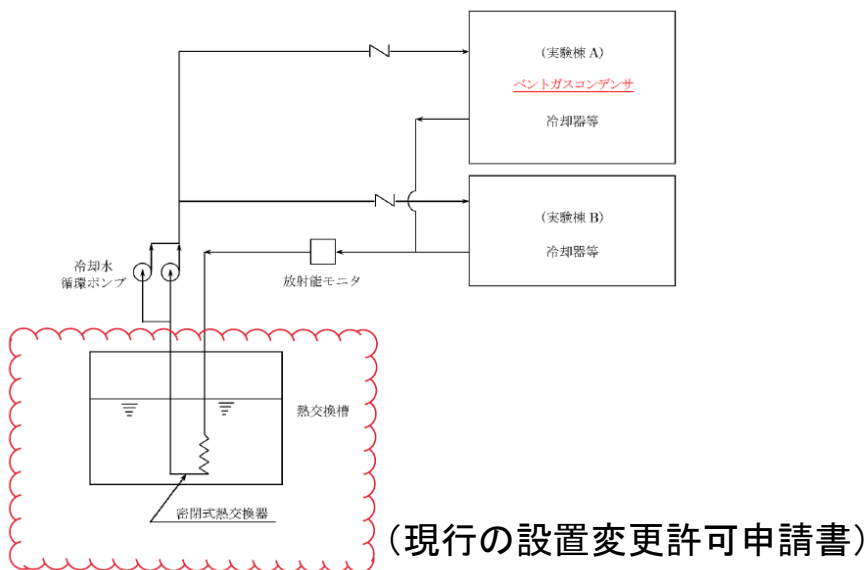 (実験棟 A)
ベントガスコンデンサ
冷却器等
(実験棟 B)
冷却器等
冷却水
循環ポンプ
放射能モニタ
熱交換槽
密閉式熱交換器
(現行の設置変更許可申請書)